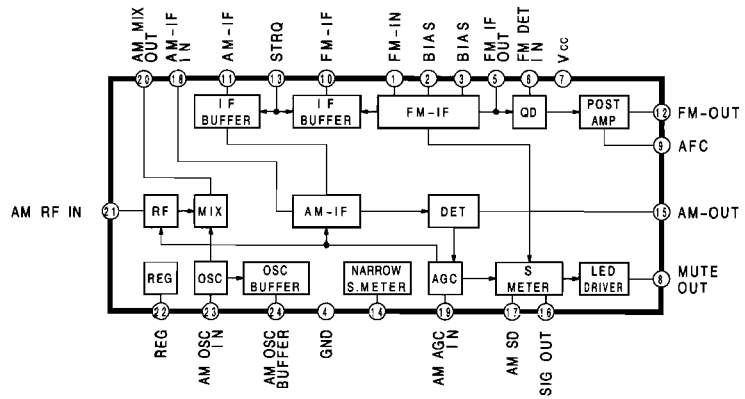 AM MIX OUT
AM-IF IN
AM-IF
STRQ
FM-IF
FM-IN
BIAS
BIAS
FM IF OUT
FM DET IN
Vcc
20
18
11
13
10
1
2
3
5
6
7
IF BUFFER
IF BUFFER
FM-IF
QD
POST AMP
12
FM-OUT
9
AFC
AM RF IN
21
RF
MIX
AM-IF
DET
15
AM-OUT
REG
OSC
OSC BUFFER
NARROW S.METER
AGC
S METER
LED DRIVER
8
MUTE OUT
22
23
24
4
14
19
17
16
REG
AM OSC IN
AM OSC BUFFER
GND
AM AGC IN
AM SD
SIG OUT